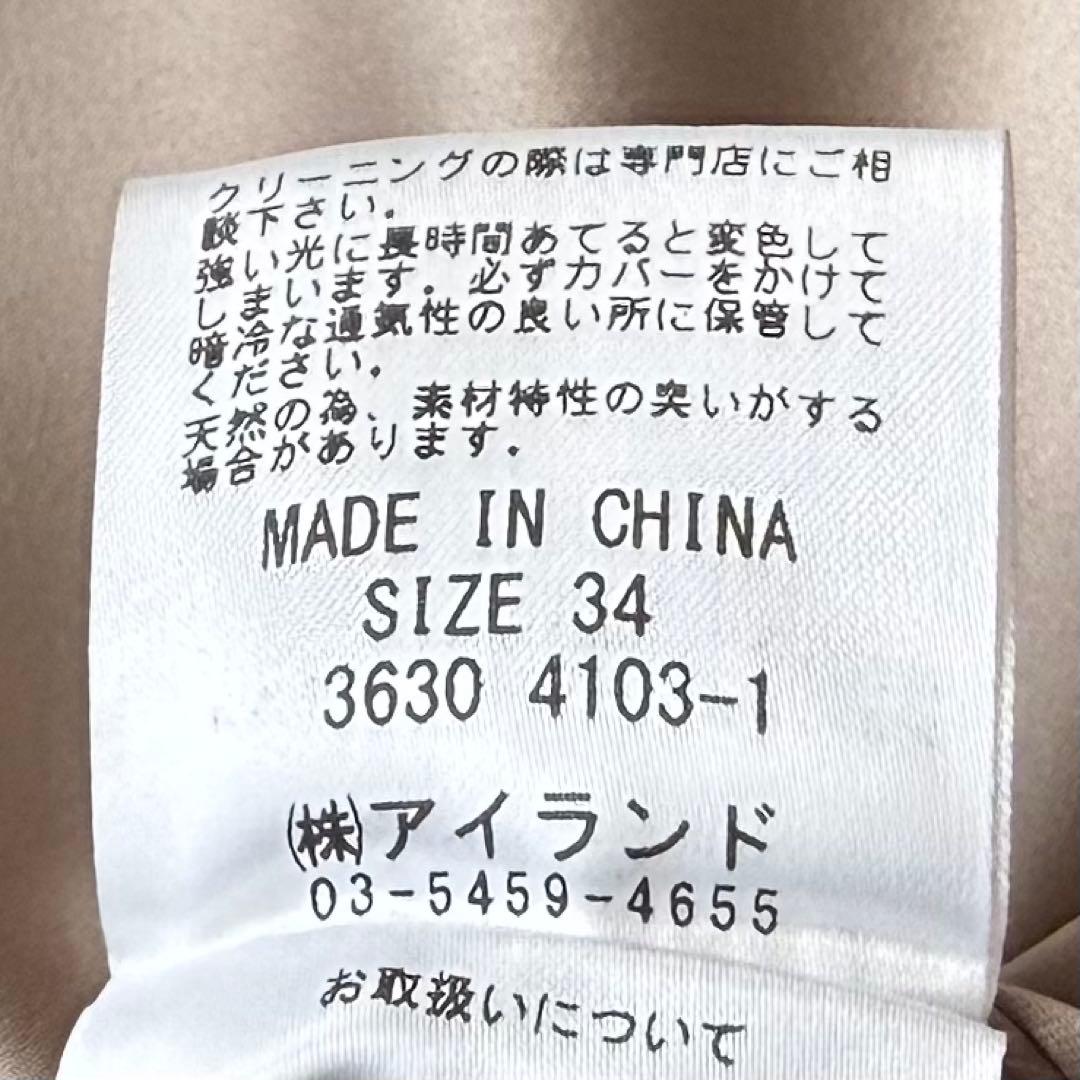 クリーニングの際は専門店にご相
談下さい。
強い光に長時間あてると変色して
しまいます。必ずカバーをかけて
暗冷な通気性の良い所に保管して
ください。
天然の為、素材特性の臭いがする
場合があります。
MADE IN CHINA
SIZE 34
3630 4103-1
(株)アイランド
03-5459-4655
お取扱いについて